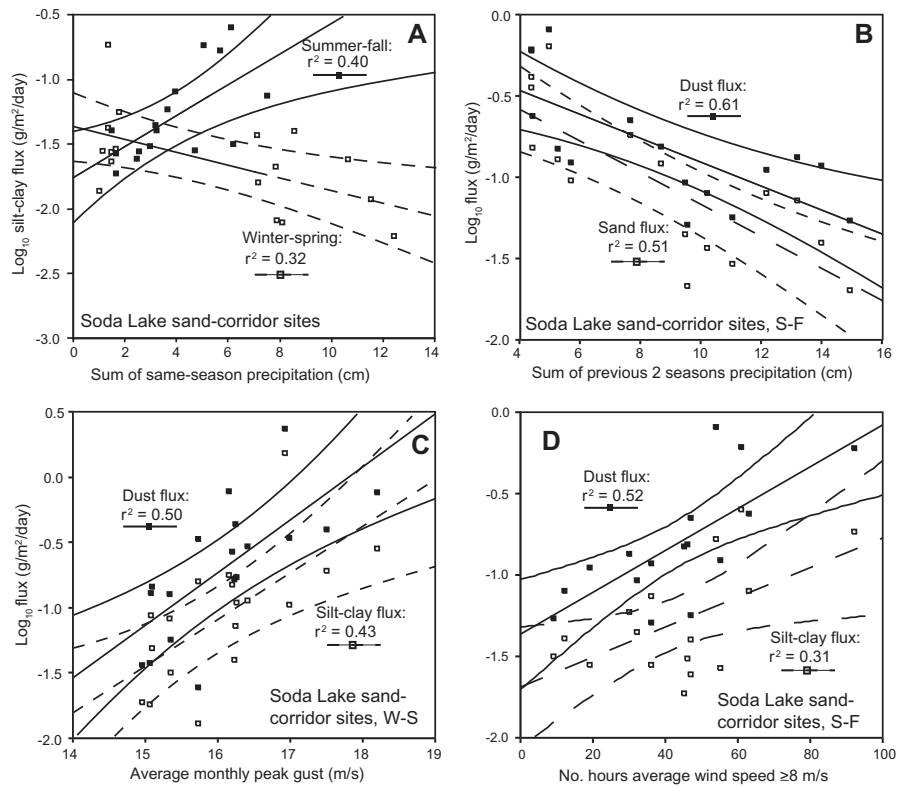 A
-0.5
-1.0
-1.5
-2.0
-2.5
-3.0
Log10 silt-clay flux (g/m²/day)
Summer-fall:
r² = 0.40
Winter-spring:
r² = 0.32
Soda Lake sand-corridor sites
0 2 4 6 8 10 12 14
Sum of same-season precipitation (cm)
B
0.0
-0.5
-1.0
-1.5
-2.0
Log10 flux (g/m²/day)
Dust flux:
r² = 0.61
Sand flux:
r² = 0.51
Soda Lake sand-corridor sites, S-F
4 6 8 10 12 14 16
Sum of previous 2 seasons precipitation (cm)
C
0.5
0.0
-0.5
-1.0
-1.5
-2.0
Log10 flux (g/m²/day)
Dust flux:
r² = 0.50
Silt-clay flux:
r² = 0.43
Soda Lake sand-
corridor sites, W-S
14 15 16 17 18 19
Average monthly peak gust (m/s)
D
0.0
-0.5
-1.0
-1.5
-2.0
Dust flux:
r² = 0.52
Silt-clay flux:
r² = 0.31
Soda Lake sand-
corridor sites, S-F
0 20 40 60 80 100
No. hours average wind speed ≥8 m/s